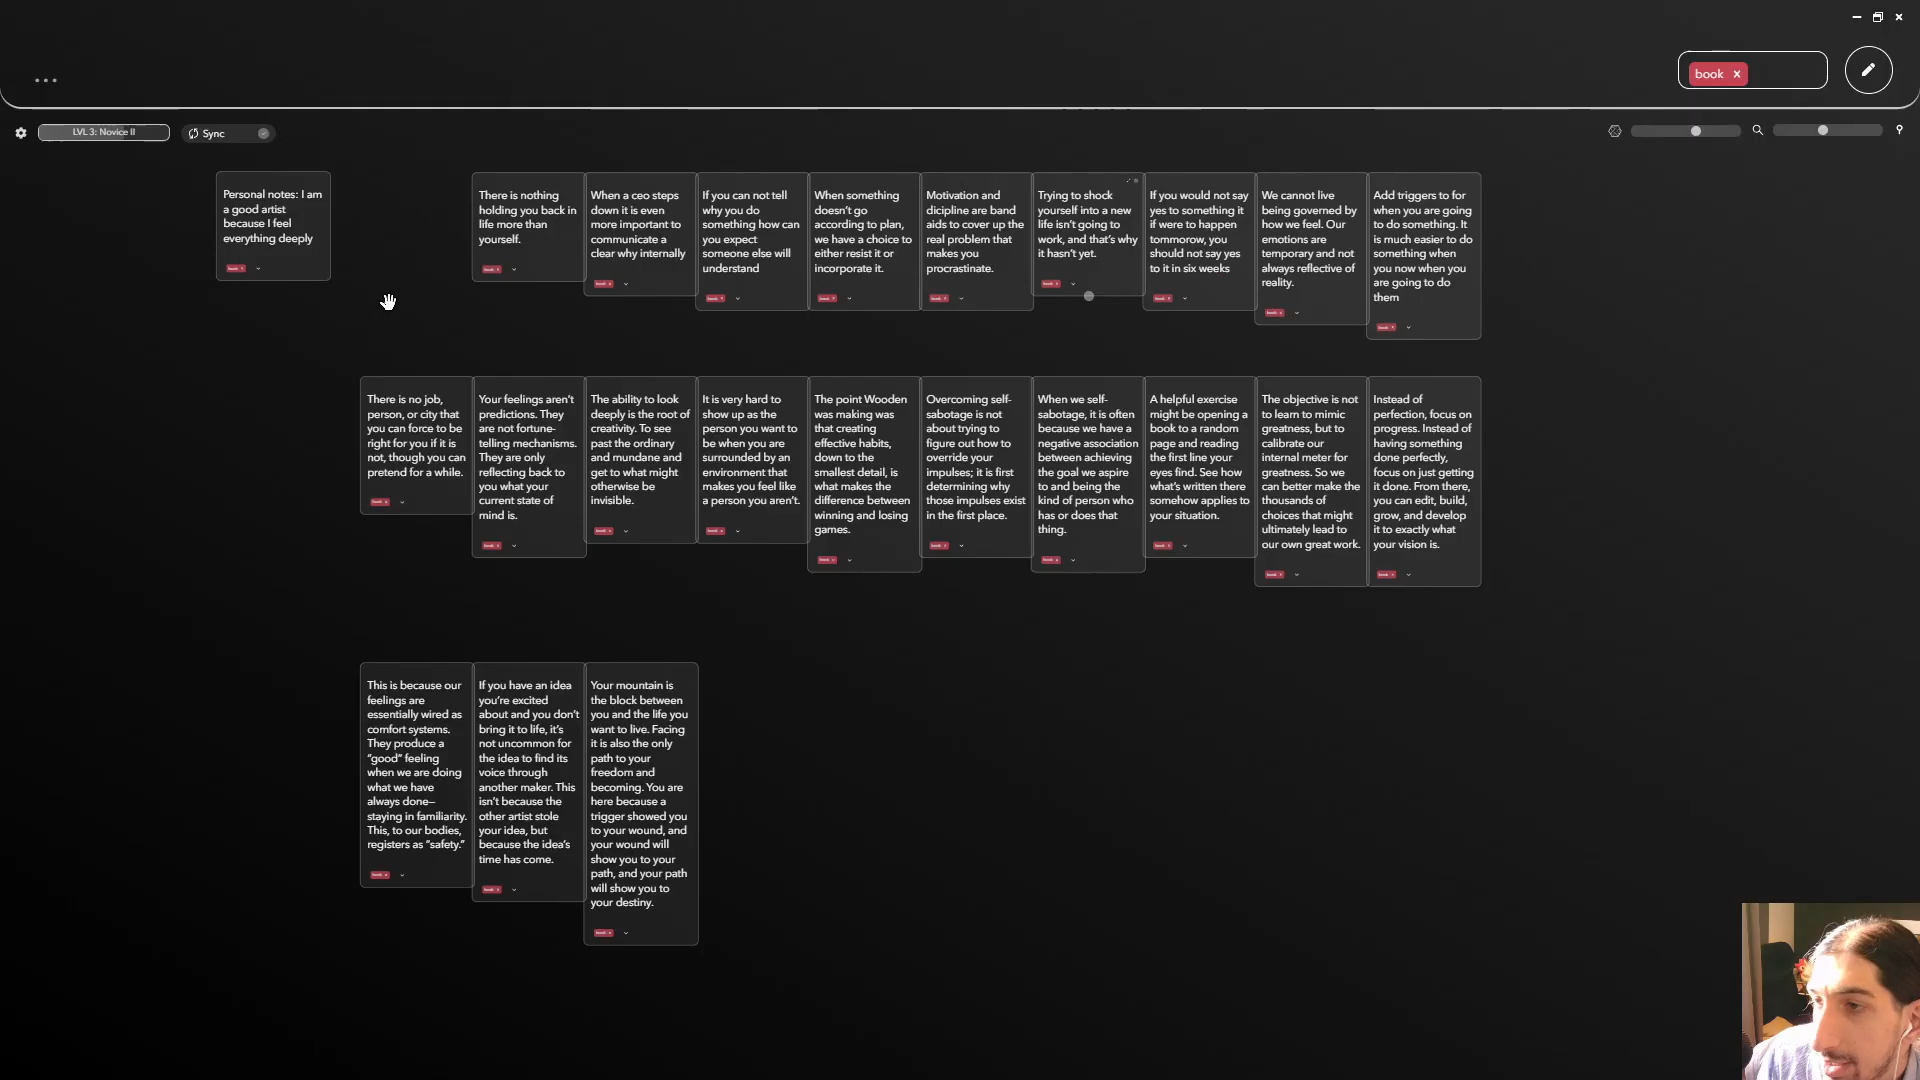 ...
book ×
LVL 3: Novice II
Sync
Personal notes: I am
a good artist
because I feel
everything deeply
book ×
There is nothing
holding you back in
life more than
yourself.
book ×
When a ceo steps
down it is even
more important to
communicate a
clear why internally
book ×
If you can not tell
why you do
something how can
you expect
someone else will
understand
book ×
When something
doesn't go
according to plan,
we have a choice to
either resist it or
incorporate it.
book ×
Motivation and
dicipline are band
aids to cover up the
real problem that
makes you
procrastinate.
book ×
Trying to shock
yourself into a new
life isn't going to
work, and that's why
it hasn't yet.
book ×
If you would not say
yes to something it
if were to happen
tommorow, you
should not say yes
to it in six weeks
book ×
We cannot live
being governed by
how we feel. Our
emotions are
temporary and not
always reflective of
reality.
book ×
Add triggers to for
when you are going
to do something. It
is much easier to do
something when
you now when you
are going to do
them
book ×
There is no job,
person, or city that
you can force to be
right for you if it is
not, though you can
pretend for a while.
book ×
Your feelings aren't
predictions. They
are not fortune-
telling mechanisms.
They are only
reflecting back to
you what your
current state of
mind is.
book ×
The ability to look
deeply is the root of
creativity. To see
past the ordinary
and mundane and
get to what might
otherwise be
invisible.
book ×
It is very hard to
show up as the
person you want to
be when you are
surrounded by an
environment that
makes you feel like
a person you aren't.
book ×
The point Wooden
was making was
that creating
effective habits,
down to the
smallest detail, is
what makes the
difference between
winning and losing
games.
book ×
Overcoming self-
sabotage is not
about trying to
figure out how to
override your
impulses; it is first
determining why
those impulses exist
in the first place.
book ×
When we self-
sabotage, it is often
because we have a
negative association
between achieving
the goal we aspire
to and being the
kind of person who
has or does that
thing.
book ×
A helpful exercise
might be opening a
book to a random
page and reading
the first line your
eyes find. See how
what's written there
somehow applies to
your situation.
book ×
The objective is not
to learn to mimic
greatness, but to
calibrate our
internal meter for
greatness. So we
can better make the
thousands of
choices that might
ultimately lead to
our own great work.
book ×
Instead of
perfection, focus on
progress. Instead of
having something
done perfectly,
focus on just getting
it done. From there,
you can edit, build,
grow, and develop
it to exactly what
your vision is.
book ×
This is because our
feelings are
essentially wired as
comfort systems.
They produce a
"good" feeling
when we are doing
what we have
always done—
staying in familiarity.
This, to our bodies,
registers as "safety."
book ×
If you have an idea
you're excited
about and you don't
bring it to life, it's
not uncommon for
the idea to find its
voice through
another maker. This
isn't because the
other artist stole
your idea, but
because the idea's
time has come.
book ×
Your mountain is
the block between
you and the life you
want to live. Facing
it is also the only
path to your
freedom and
becoming. You are
here because a
trigger showed you
to your wound, and
your wound will
show you to your
path, and your path
will show you to
your destiny.
book ×